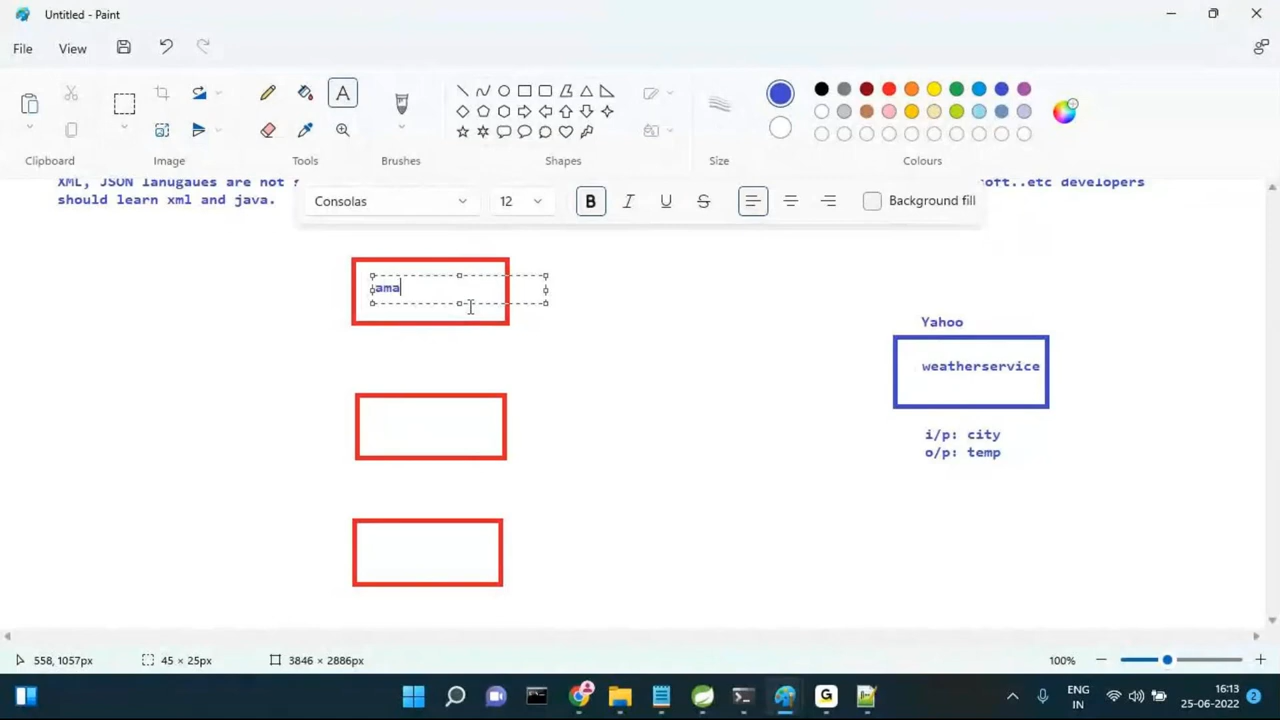 Untitled - Paint
File
View
Clipboard
Image
Tools
Brushes
Shapes
Size
Colours
XML, JSON lanugaues are not s
oft..etc developers
should learn xml and java.
Consolas
12
B
I
U
S
Background fill
ama
Yahoo
weatherservice
i/p: city
o/p: temp
558, 1057px
45 × 25px
3846 × 2886px
100%
ENG
IN
16:13
25-06-2022
2